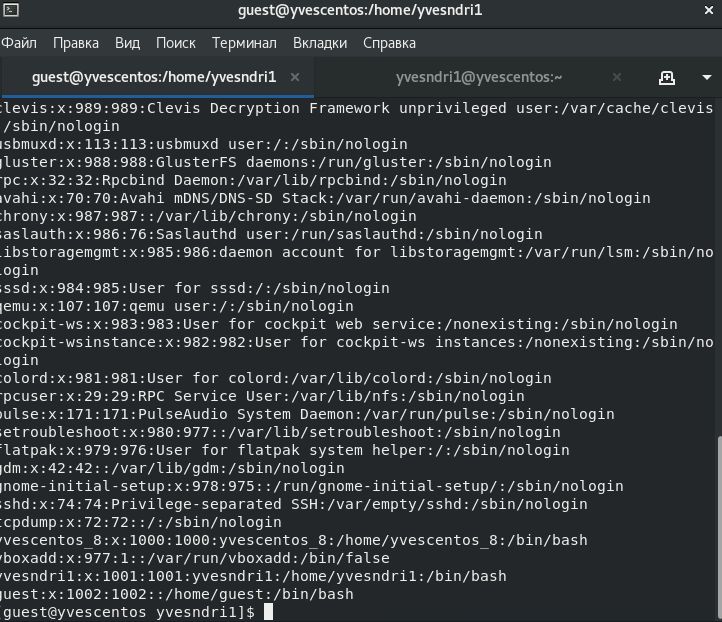 guest@yvescentos:/home/yvesndri1
Файл Правка Вид Поиск Терминал Вкладки Справка
guest@yvescentos:/home/yvesndri1 × yvesndri1@yvescentos:~ ×
clevis:x:989:989:Clevis Decryption Framework unprivileged user:/var/cache/clevis
:/sbin/nologin
usbmuxd:x:113:113:usbmuxd user:/:/sbin/nologin
gluster:x:988:988:GlusterFS daemons:/run/gluster:/sbin/nologin
rpc:x:32:32:Rpcbind Daemon:/var/lib/rpcbind:/sbin/nologin
avahi:x:70:70:Avahi mDNS/DNS-SD Stack:/var/run/avahi-daemon:/sbin/nologin
chrony:x:987:987::/var/lib/chrony:/sbin/nologin
saslauth:x:986:76:Saslauthd user:/run/saslauthd:/sbin/nologin
libstoragemgmt:x:985:986:daemon account for libstoragemgmt:/var/run/lsm:/sbin/no
login
sssd:x:984:985:User for sssd:/:/sbin/nologin
qemu:x:107:107:qemu user:/:/sbin/nologin
cockpit-ws:x:983:983:User for cockpit web service:/nonexisting:/sbin/nologin
cockpit-wsinstance:x:982:982:User for cockpit-ws instances:/nonexisting:/sbin/no
login
colord:x:981:981:User for colord:/var/lib/colord:/sbin/nologin
rpcuser:x:29:29:RPC Service User:/var/lib/nfs:/sbin/nologin
pulse:x:171:171:PulseAudio System Daemon:/var/run/pulse:/sbin/nologin
setroubleshoot:x:980:977::/var/lib/setroubleshoot:/sbin/nologin
flatpak:x:979:976:User for flatpak system helper:/:/sbin/nologin
gdm:x:42:42::/var/lib/gdm:/sbin/nologin
gnome-initial-setup:x:978:975::/run/gnome-initial-setup/:/sbin/nologin
sshd:x:74:74:Privilege-separated SSH:/var/empty/sshd:/sbin/nologin
tcpdump:x:72:72::/:/sbin/nologin
yvescentos_8:x:1000:1000:yvescentos_8:/home/yvescentos_8:/bin/bash
vboxadd:x:977:1::/var/run/vboxadd:/bin/false
yvesndri1:x:1001:1001:yvesndri1:/home/yvesndri1:/bin/bash
guest:x:1002:1002::/home/guest:/bin/bash
[guest@yvescentos yvesndri1]$